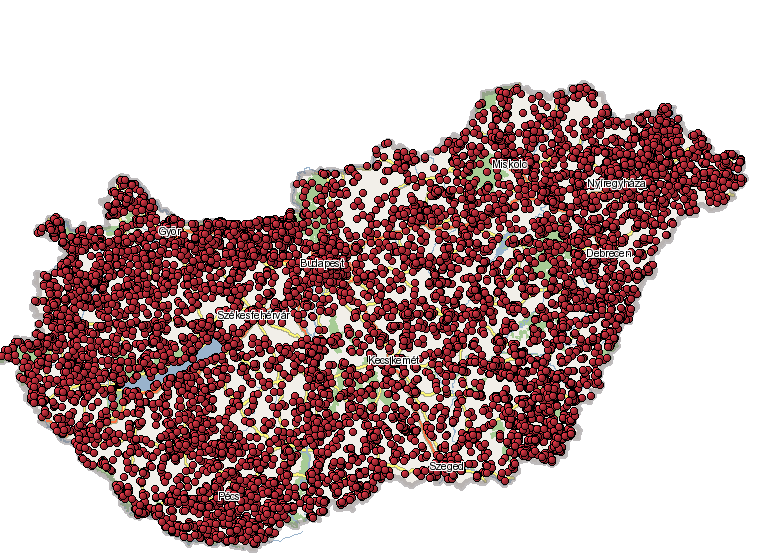 Miskolc
Nyíregyháza
Győr
Debrecen
Budapest
Székesfehérvár
Kecskemét
Szeged
Pécs